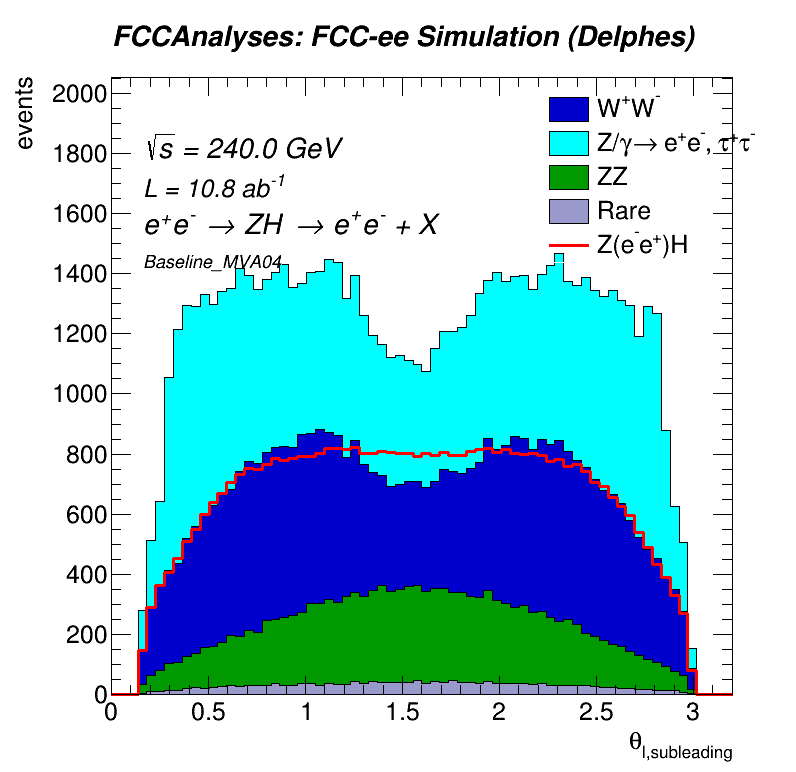 FCCAnalyses: FCC-ee Simulation (Delphes)
events
2000
1800
1600
1400
1200
1000
800
600
400
200
0
√s = 240.0 GeV
L = 10.8 ab⁻¹
e⁺e⁻ → ZH → e⁺e⁻ + X
Baseline_MVA04
W⁺W⁻
Z/γ→ e⁺e⁻, τ⁺τ⁻
ZZ
Rare
Z(e⁻e⁺)H
0 0.5 1 1.5 2 2.5 3
θ_l,subleading